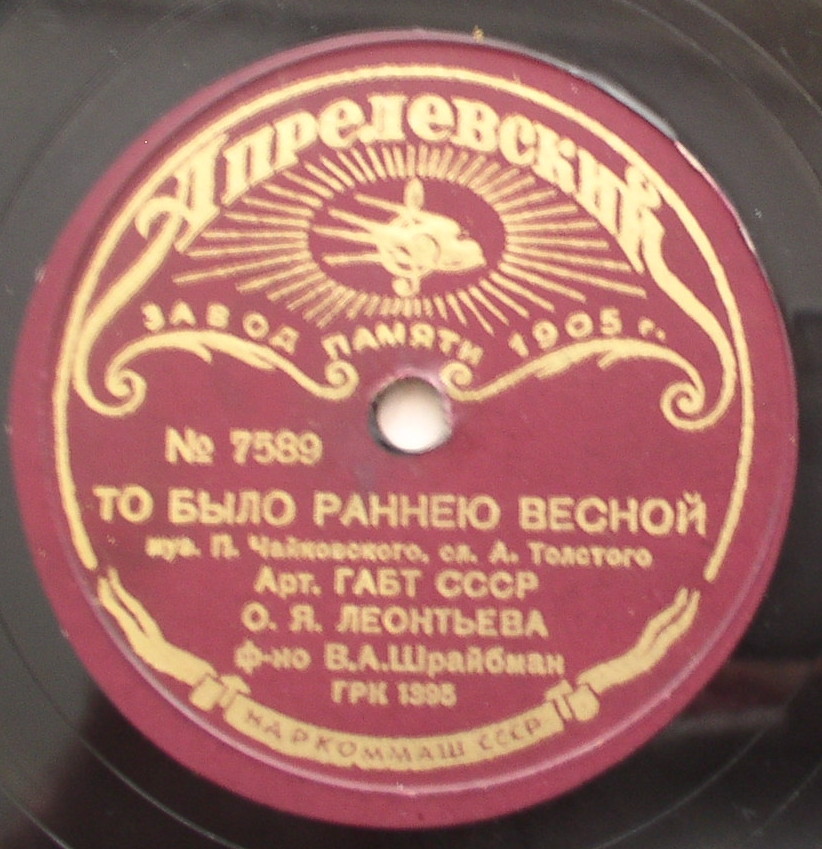 Апрелевский
ЗАВОД ПАМЯТИ 1905 г.
№ 7589
ТО БЫЛО РАННЕЮ ВЕСНОЙ
муз. П. Чайковского, сл. А. Толстого
Арт. ГАБТ СССР
О. Я. ЛЕОНТЬЕВА
ф-но В.А.Шрайбман
ГРК 1395
НАРКОММАШ СССР